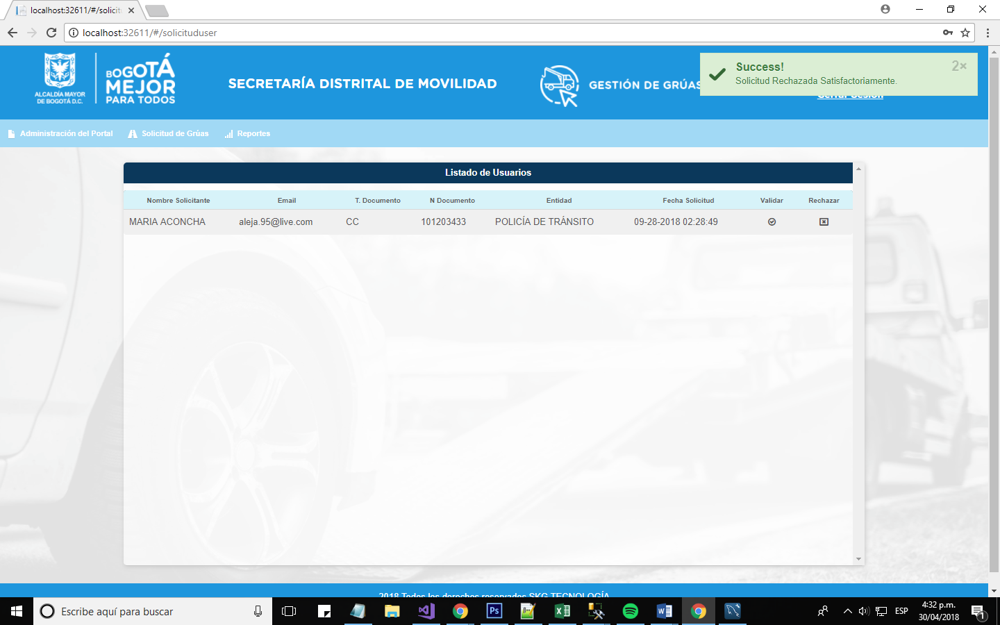 localhost:32611/#/solicit
localhost:32611/#/solicituduser
ALCALDÍA MAYOR
DE BOGOTÁ D.C.
BOGOTÁ
MEJOR
PARA TODOS
SECRETARÍA DISTRITAL DE MOVILIDAD
GESTIÓN DE GRÚAS
Success!
2×
Solicitud Rechazada Satisfactoriamente.
Cerrar Sesión
Administración del Portal Solicitud de Grúas Reportes
Listado de Usuarios
Nombre Solicitante Email T. Documento N Documento Entidad Fecha Solicitud Validar Rechazar
MARIA ACONCHA aleja.95@live.com CC 101203433 POLICÍA DE TRÁNSITO 09-28-2018 02:28:49
2018 Todos los derechos reservados SKG TECNOLOGÍA
Escribe aquí para buscar
Ps
ESP
4:32 p.m.
30/04/2018
1